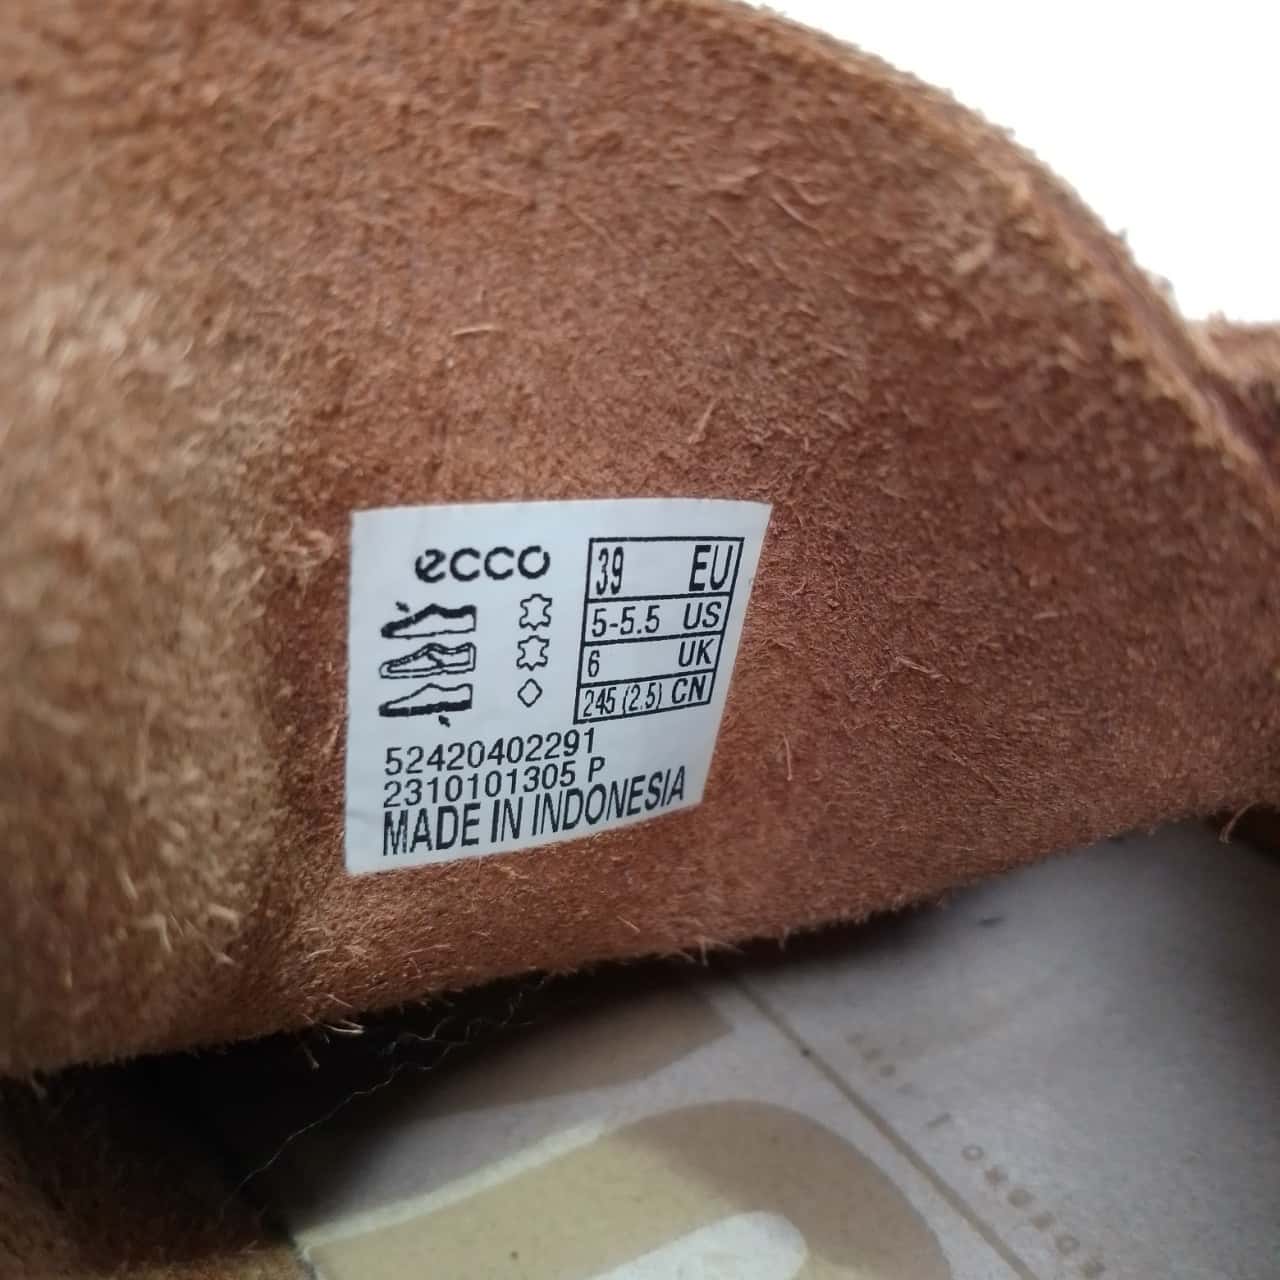 ecco
39 EU
5-5.5 US
6 UK
245 (2.5) CN
52420402291
2310101305 P
MADE IN INDONESIA